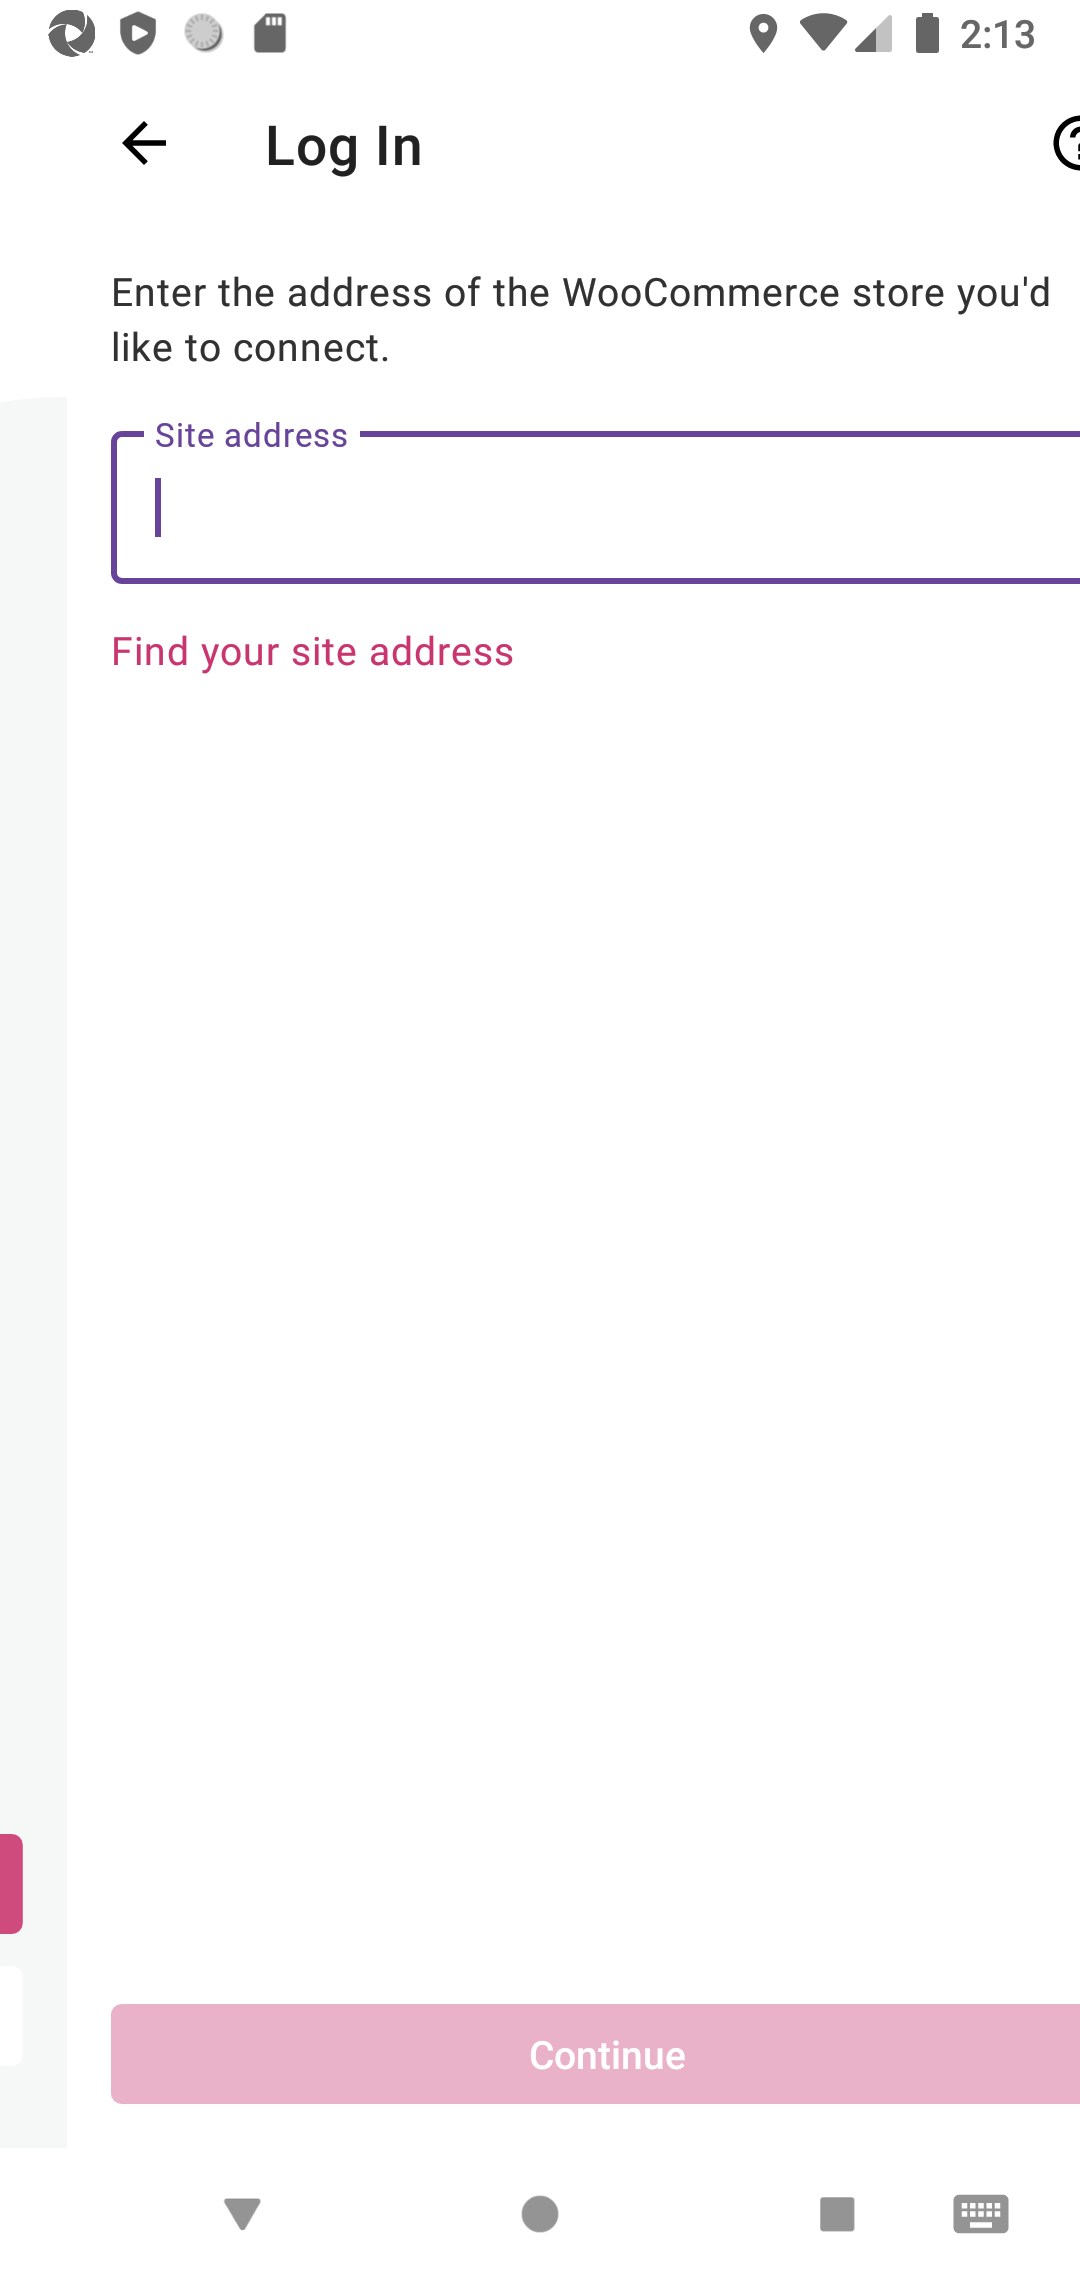 2:13
Log In
Enter the address of the WooCommerce store you'd
like to connect.
Site address
Find your site address
Continue